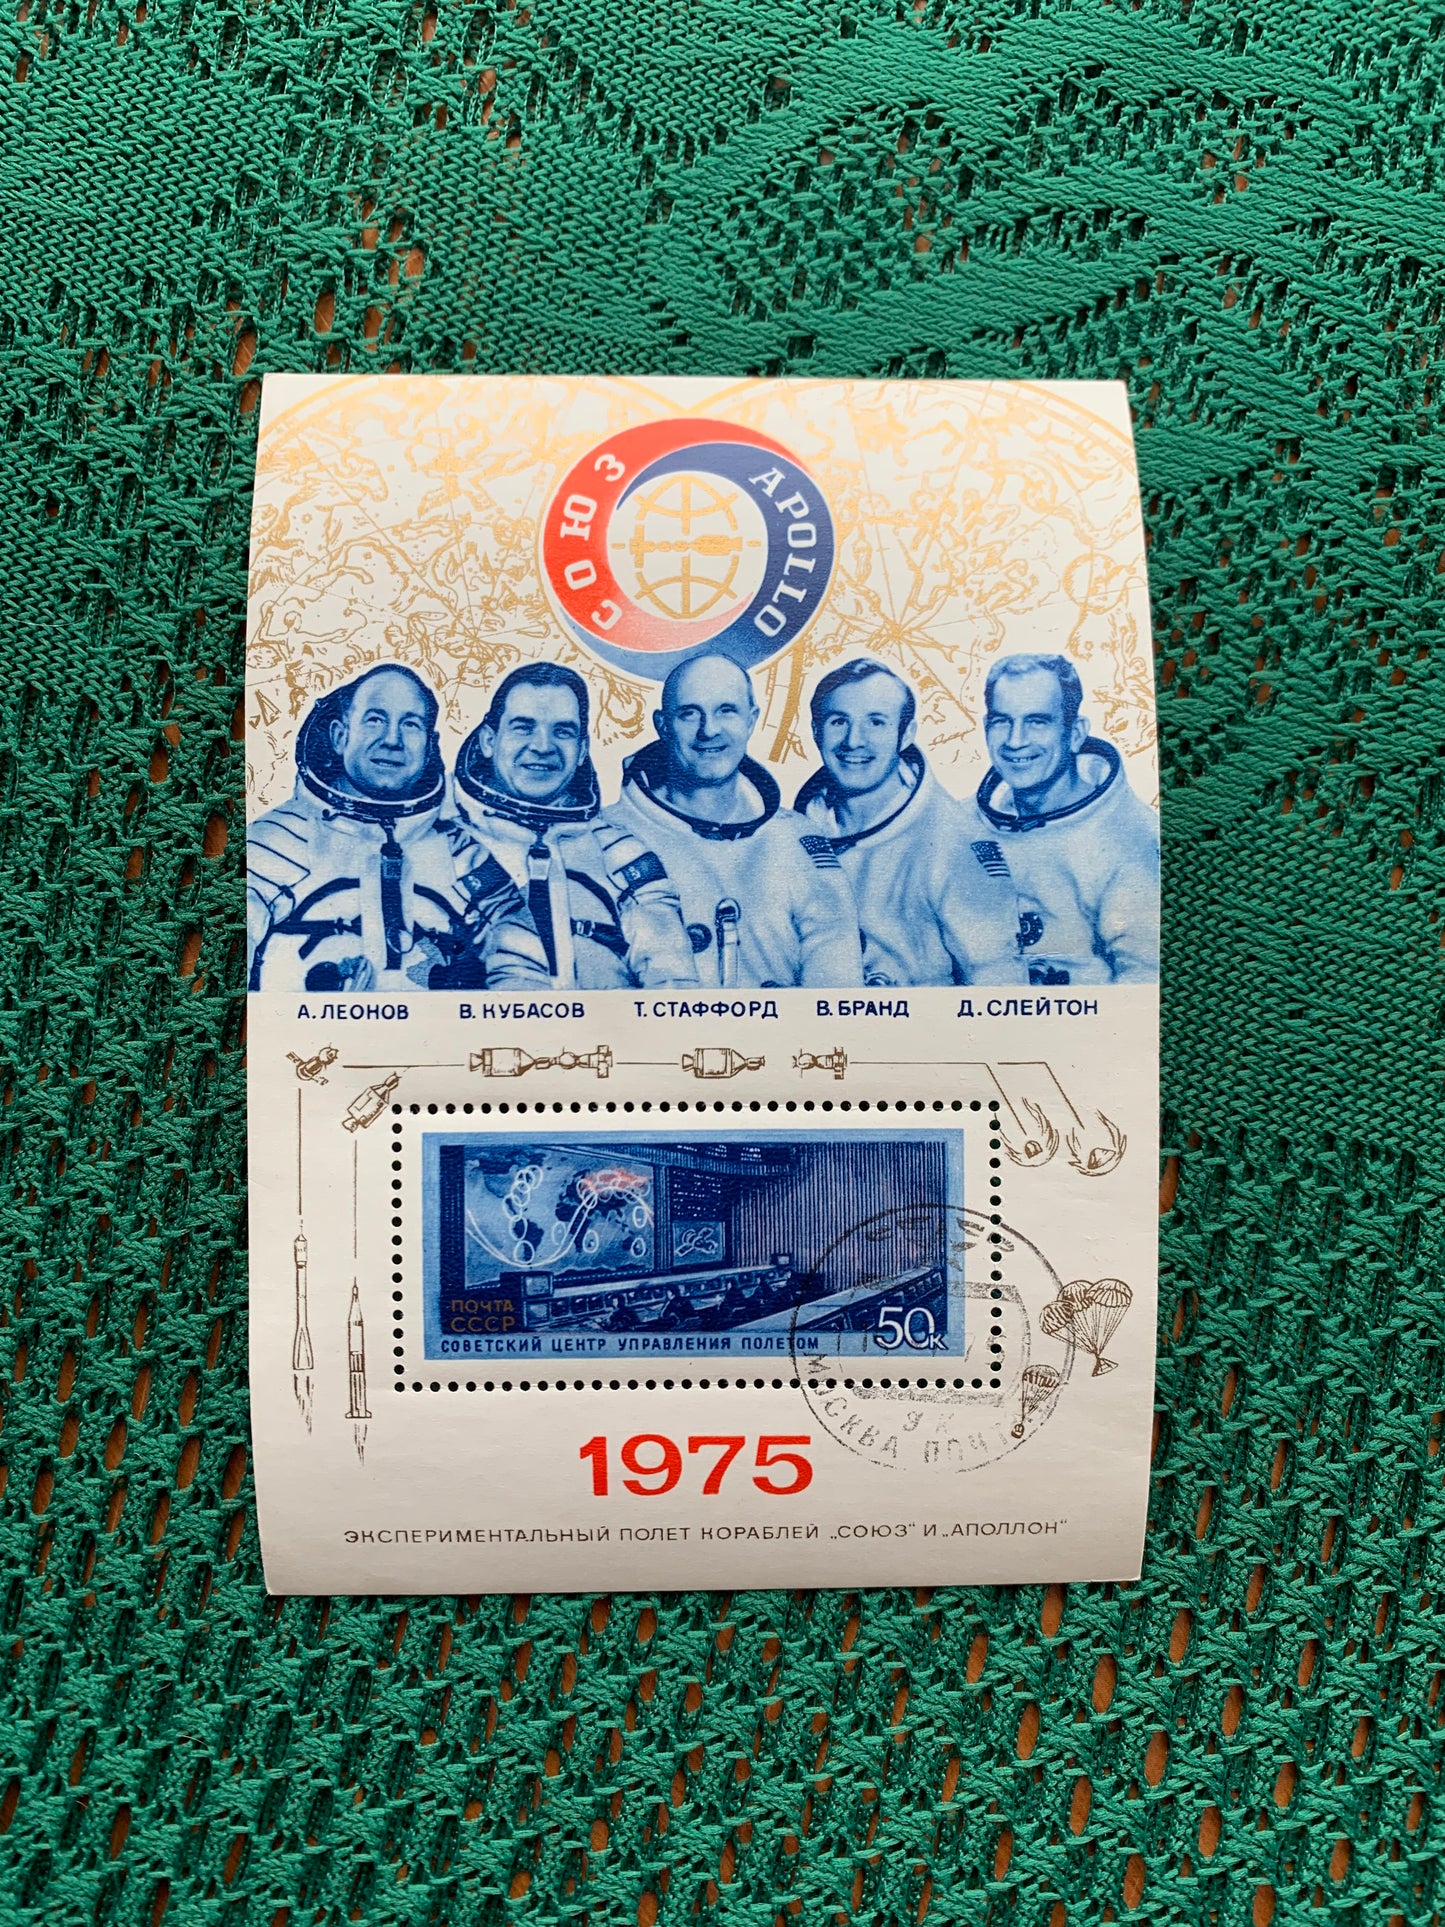 СОЮЗ APOLLO
А. ЛЕОНОВ В. КУБАСОВ Т. СТАФФОРД В. БРАНД Д. СЛЕЙТОН
ПОЧТА
СССР
50к
СОВЕТСКИЙ ЦЕНТР УПРАВЛЕНИЯ ПОЛЕТОМ
МОСКВА
1975
ЭКСПЕРИМЕНТАЛЬНЫЙ ПОЛЕТ КОРАБЛЕЙ „СОЮЗ" И „АПОЛЛОН"